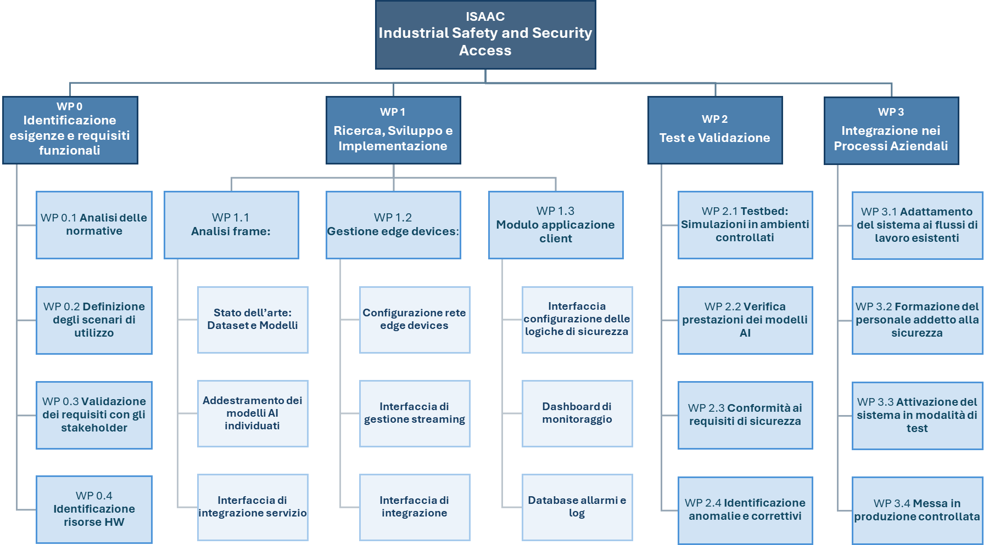 ISAAC
Industrial Safety and Security
Access
WP 0
Identificazione
esigenze e requisiti
funzionali
WP 1
Ricerca, Sviluppo e
Implementazione
WP 2
Test e Validazione
WP 3
Integrazione nei
Processi Aziendali
WP 0.1 Analisi delle
normative
WP 0.2 Definizione
degli scenari di
utilizzo
WP 0.3 Validazione
dei requisiti con gli
stakeholder
WP 0.4
Identificazione
risorse HW
WP 1.1
Analisi frame:
Stato dell’arte:
Dataset e Modelli
Addestramento dei
modelli AI
individuati
Interfaccia di
integrazione servizio
WP 1.2
Gestione edge devices:
Configurazione rete
edge devices
Interfaccia di
gestione streaming
Interfaccia di
integrazione
WP 1.3
Modulo applicazione
client
Interfaccia
configurazione delle
logiche di sicurezza
Dashboard di
monitoraggio
Database allarmi e
log
WP 2.1 Testbed:
Simulazioni in ambienti
controllati
WP 2.2 Verifica
prestazioni dei modelli
AI
WP 2.3 Conformità ai
requisiti di sicurezza
WP 2.4 Identificazione
anomalie e correttivi
WP 3.1 Adattamento
del sistema ai flussi di
lavoro esistenti
WP 3.2 Formazione del
personale addetto alla
sicurezza
WP 3.3 Attivazione del
sistema in modalità di
test
WP 3.4 Messa in
produzione controllata